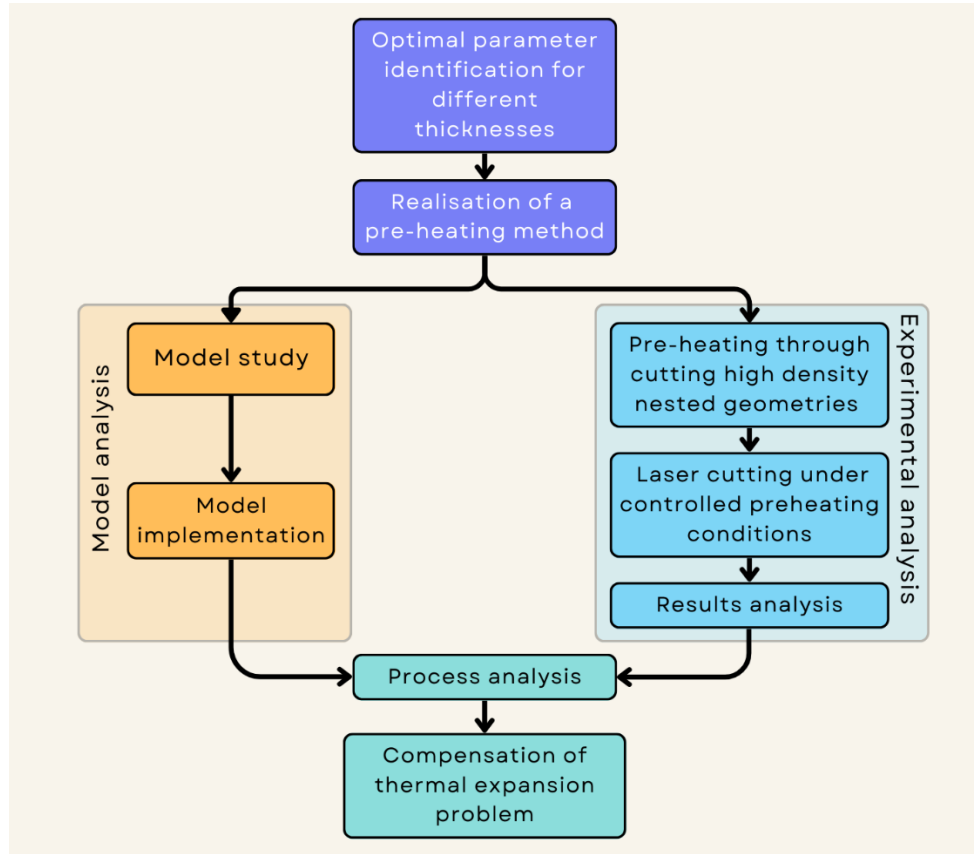 Optimal parameter
identification for
different
thicknesses
Realisation of a
pre-heating method
Model analysis
Model study
Model
implementation
Pre-heating through
cutting high density
nested geometries
Laser cutting under
controlled preheating
conditions
Results analysis
Experimental analysis
Process analysis
Compensation of
thermal expansion
problem